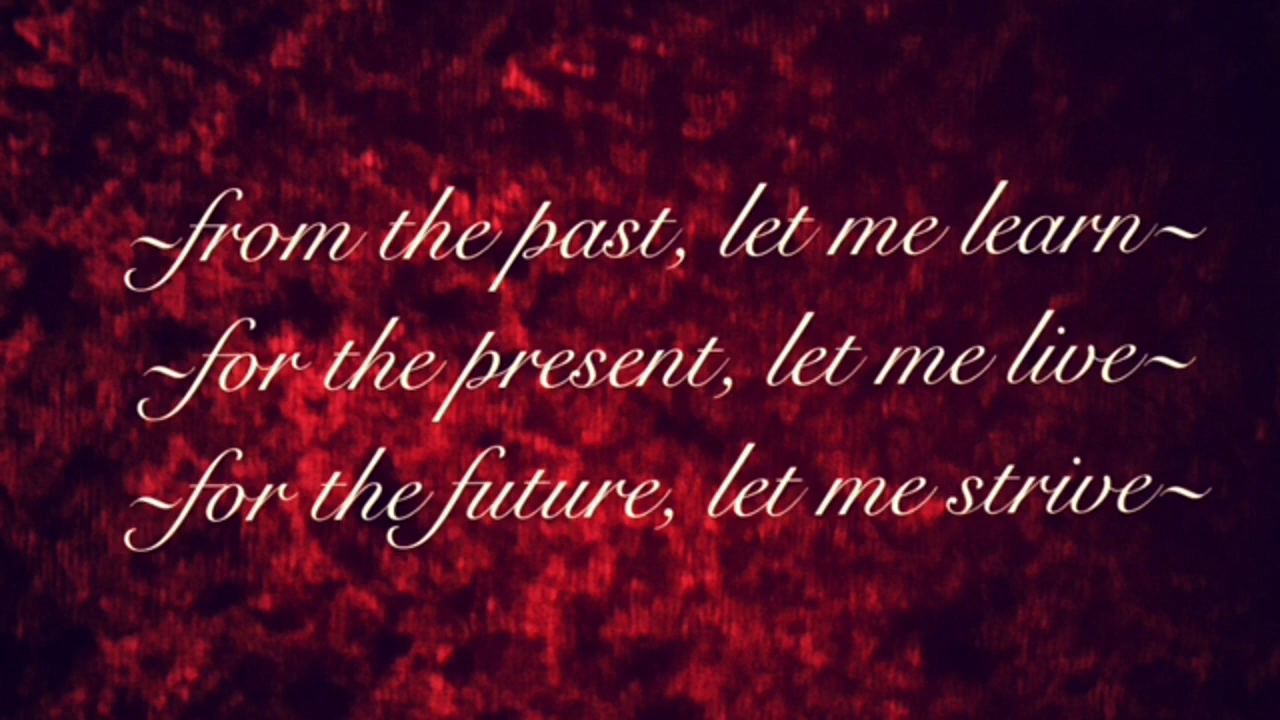 ~from the past, let me learn~
~for the present, let me live~
~for the future, let me strive~